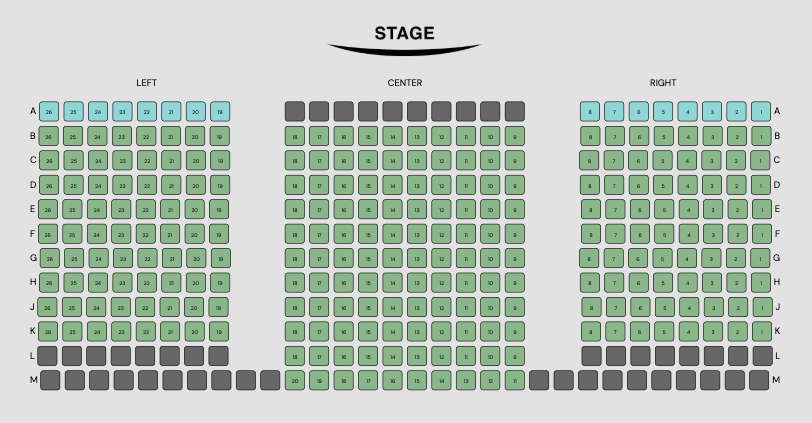 STAGE
LEFT CENTER RIGHT
A 26 25 24 23 22 21 20 19 8 7 6 5 4 3 2 1 A
B 26 25 24 23 22 21 20 19 18 17 16 15 14 13 12 11 10 9 8 7 6 5 4 3 2 1 B
C 26 25 24 23 22 21 20 19 18 17 16 15 14 13 12 11 10 9 8 7 6 5 4 3 2 1 C
D 26 25 24 23 22 21 20 19 18 17 16 15 14 13 12 11 10 9 8 7 6 5 4 3 2 1 D
E 26 25 24 23 22 21 20 19 18 17 16 15 14 13 12 11 10 9 8 7 6 5 4 3 2 1 E
F 26 25 24 23 22 21 20 19 18 17 16 15 14 13 12 11 10 9 8 7 6 5 4 3 2 1 F
G 26 25 24 23 22 21 20 19 18 17 16 15 14 13 12 11 10 9 8 7 6 5 4 3 2 1 G
H 26 25 24 23 22 21 20 19 18 17 16 15 14 13 12 11 10 9 8 7 6 5 4 3 2 1 H
J 26 25 24 23 22 21 20 19 18 17 16 15 14 13 12 11 10 9 8 7 6 5 4 3 2 1 J
K 26 25 24 23 22 21 20 19 18 17 16 15 14 13 12 11 10 9 8 7 6 5 4 3 2 1 K
L 18 17 16 15 14 13 12 11 10 9 L
M 20 19 18 17 16 15 14 13 12 11 M